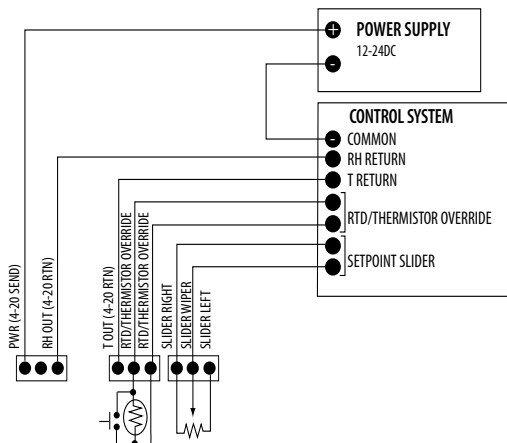 + POWER SUPPLY
12-24DC
-
CONTROL SYSTEM
- COMMON
RH RETURN
T RETURN
RTD/THERMISTOR OVERRIDE
SETPOINT SLIDER
PWR (4-20 SEND)
RH OUT (4-20 RTN)
T OUT (4-20 RTN)
RTD/THERMISTOR OVERRIDE
RTD/THERMISTOR OVERRIDE
SLIDER RIGHT
SLIDER WIPER
SLIDER LEFT